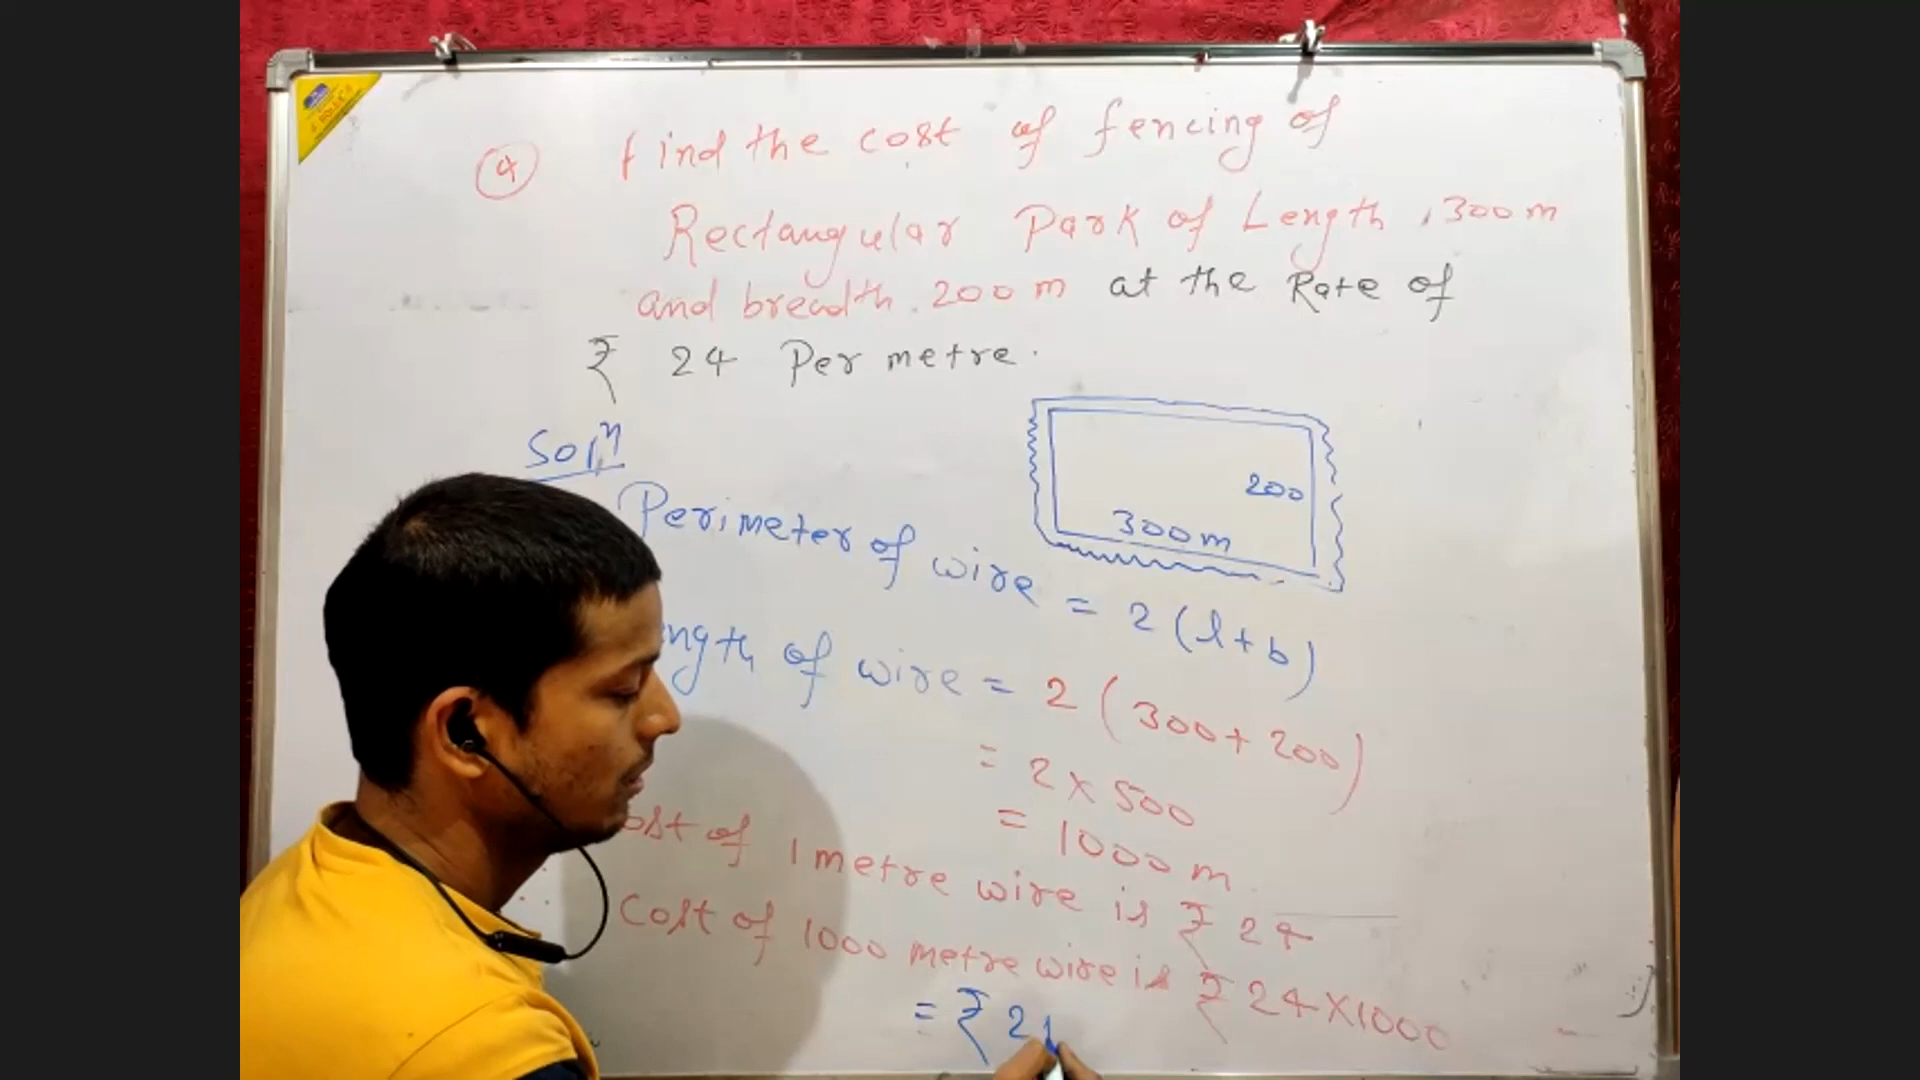 Q Find the cost of fencing of
Rectangular Park of Length 300 m
and breadth 200 m at the Rate of
₹ 24 Per metre.
Solⁿ
200
300 m
Perimeter of wire = 2 (l + b)
ngth of wire = 2 (300 + 200)
= 2 × 500
= 1000 m
ost of 1 metre wire is ₹ 24
Cost of 1000 metre wire is ₹ 24 × 1000
= ₹ 2